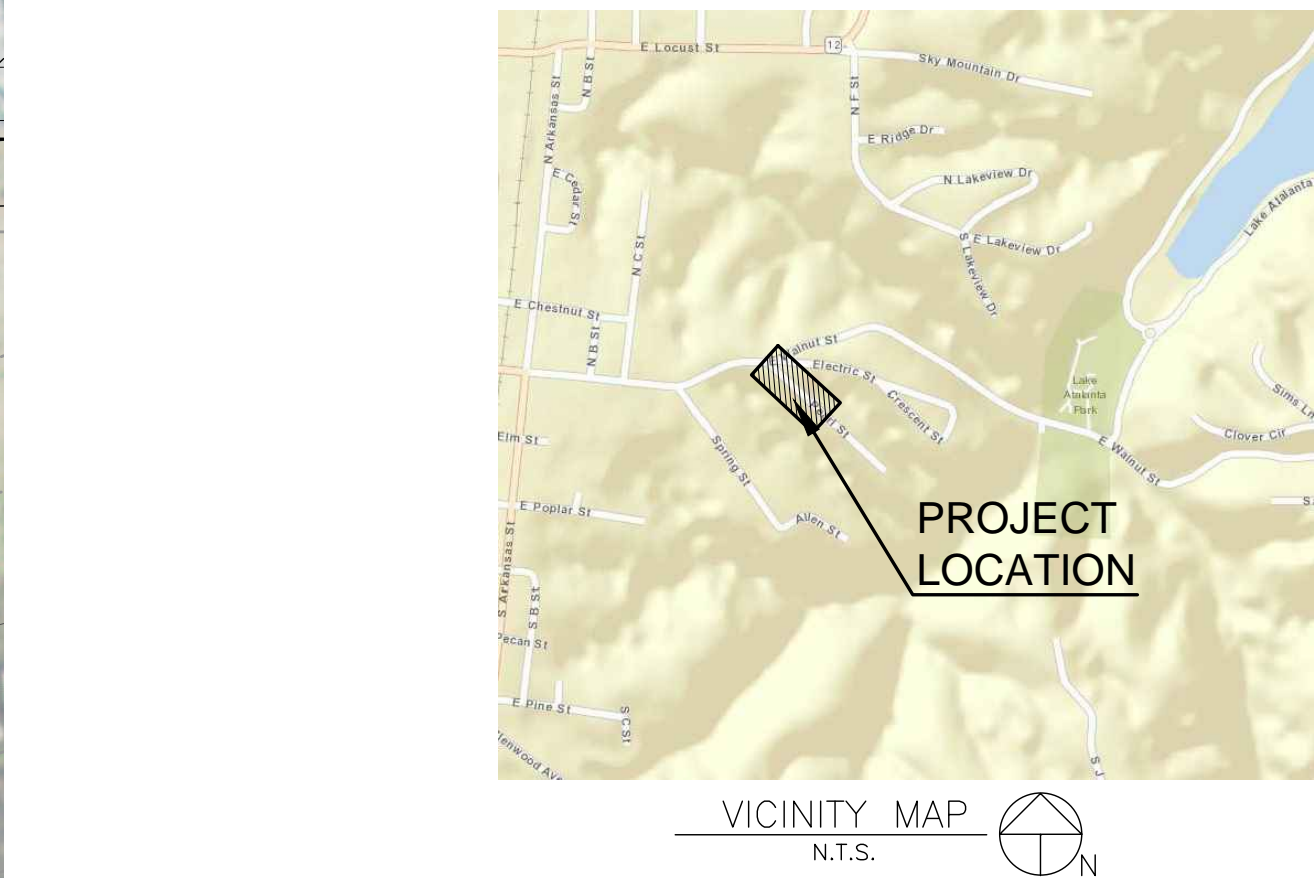 E Locust St
12
Sky Mountain Dr
N B St
N Arkansas St
N F St
E Ridge Dr
E Cedar St
N Lakeview Dr
Lake Atalanta
N C St
S Lakeview Dr
E Lakeview Dr
E Chestnut St
N B St
E Walnut St
Electric St
Lake
Atalanta
Park
Crescent St
Sims Ln
Clover Cir
Elm St
Spring St
E Walnut St
E Poplar St
Allen St
S Arkansas St
PROJECT
LOCATION
S B St
Pecan St
E Pine St
S C St
S J
VICINITY MAP
N.T.S.
N